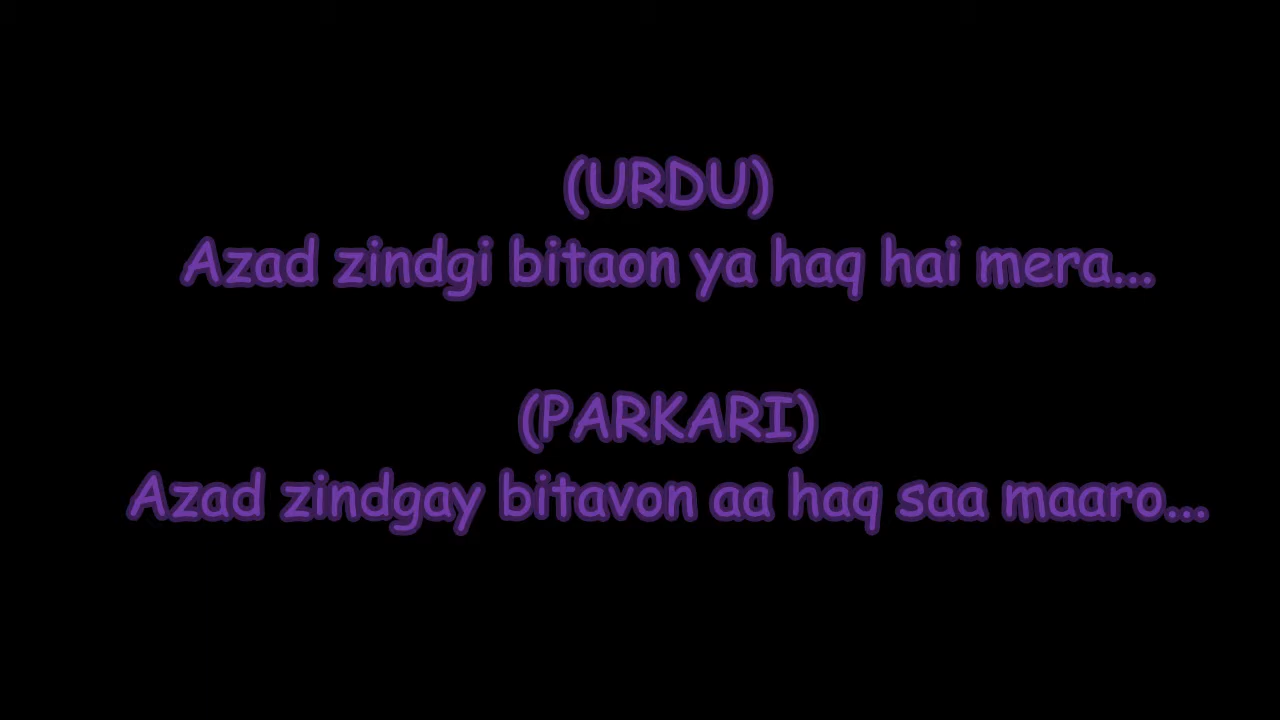 (URDU)
Azad zindgi bitaon ya haq hai mera...
(PARKARI)
Azad zindgay bitavon aa haq saa maaro...